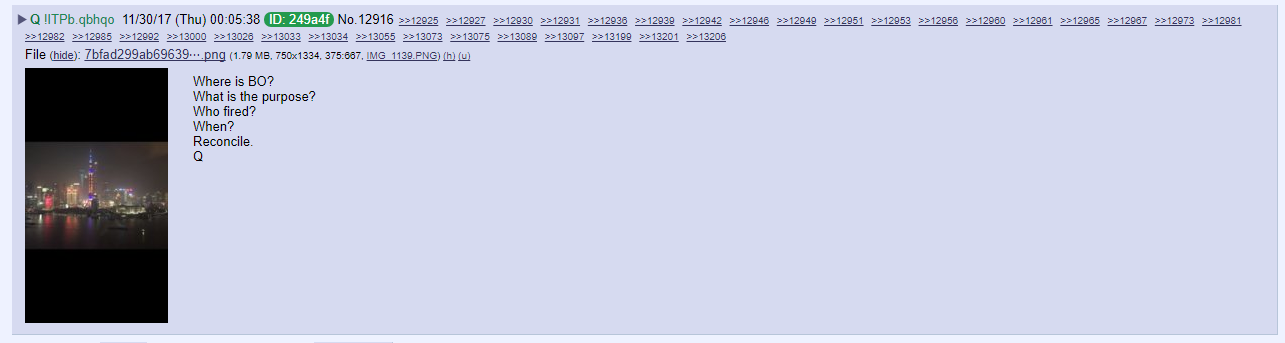 ▶ Q !ITPb.qbhqo 11/30/17 (Thu) 00:05:38 ID: 249a4f No.12916 >>12925 >>12927 >>12930 >>12931 >>12936 >>12939 >>12942 >>12946 >>12949 >>12951 >>12953 >>12956 >>12960 >>12961 >>12965 >>12967 >>12973 >>12981
>>12982 >>12985 >>12992 >>13000 >>13026 >>13033 >>13034 >>13055 >>13073 >>13075 >>13089 >>13097 >>13199 >>13201 >>13206
File (hide): 7bfad299ab69639⋯.png (1.79 MB, 750x1334, 375:667, IMG_1139.PNG) (h) (u)
Where is BO?
What is the purpose?
Who fired?
When?
Reconcile.
Q